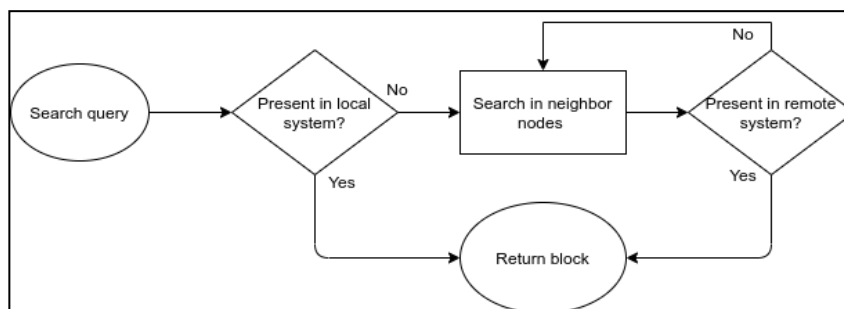 No
Search query
Present in local
system?
No
Search in neighbor
nodes
Present in remote
system?
Yes
Yes
Return block